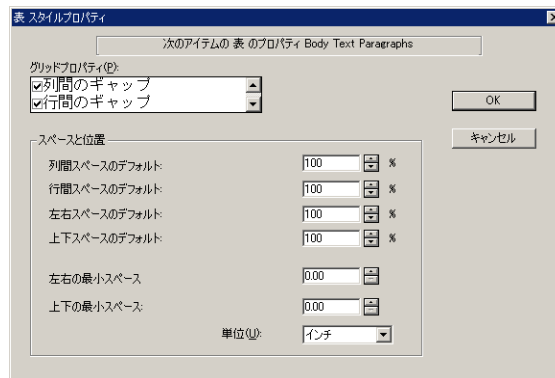 表 スタイルプロパティ
次のアイテムの 表 のプロパティ Body Text Paragraphs
グリッドプロパティ(P):
列間のギャップ
行間のギャップ
OK
キャンセル
スペースと位置
列間スペースのデフォルト: 100 %
行間スペースのデフォルト: 100 %
左右スペースのデフォルト: 100 %
上下スペースのデフォルト: 100 %
左右の最小スペース 0.00
上下の最小スペース: 0.00
単位(U): インチ